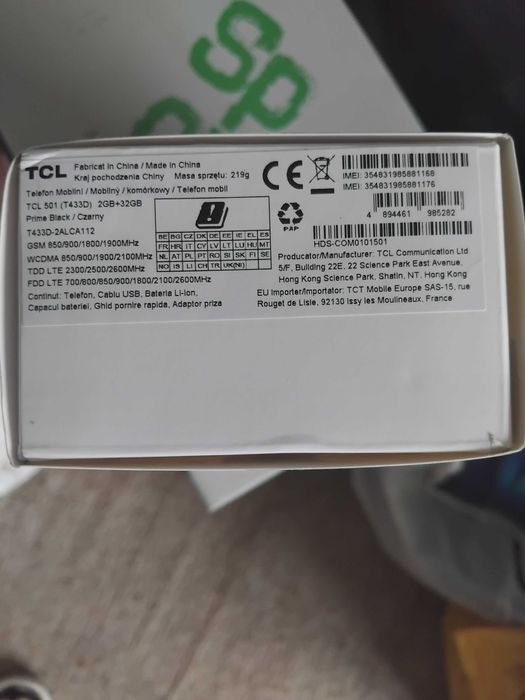 sp
TCL
Fabricat in China / Made in China
Kraj pochodzenia Chiny Masa sprzętu: 219g
Telefon Mobilni / Mobilny / komórkowy / Telefon mobil
TCL 501 (T433D) 2GB+32GB
Prime Black / Czarny
T433D-2ALCA112
GSM 850/900/1800/1900MHz
WCDMA 850/900/1900/2100MHz
TDD LTE 2300/2500/2600MHz
FDD LTE 700/800/850/900/1800/2100/2600MHz
Continut: Telefon, Cablu USB, Bateria Li-ion,
Capacul bateriei, Ghid pornire rapida, Adaptor priza
BE BG CZ DK DE EE IE EL ES
FR HR IT CY LV LT LU HU MT
NL AT PL PT RO SI SK FI SE
NO IS LI CH TR UK(NI)
CE
PAP
IMEI: 354831985881168
IMEI: 354831985881176
4 894461 985282
HDS-COM0101501
Producator/Manufacturer: TCL Communication Ltd
5/F, Building 22E, 22 Science Park East Avenue,
Hong Kong Science Park, Shatin, NT, Hong Kong
EU Importer/Importator: TCT Mobile Europe SAS-15, rue
Rouget de Lisle, 92130 Issy les Moulineaux, France